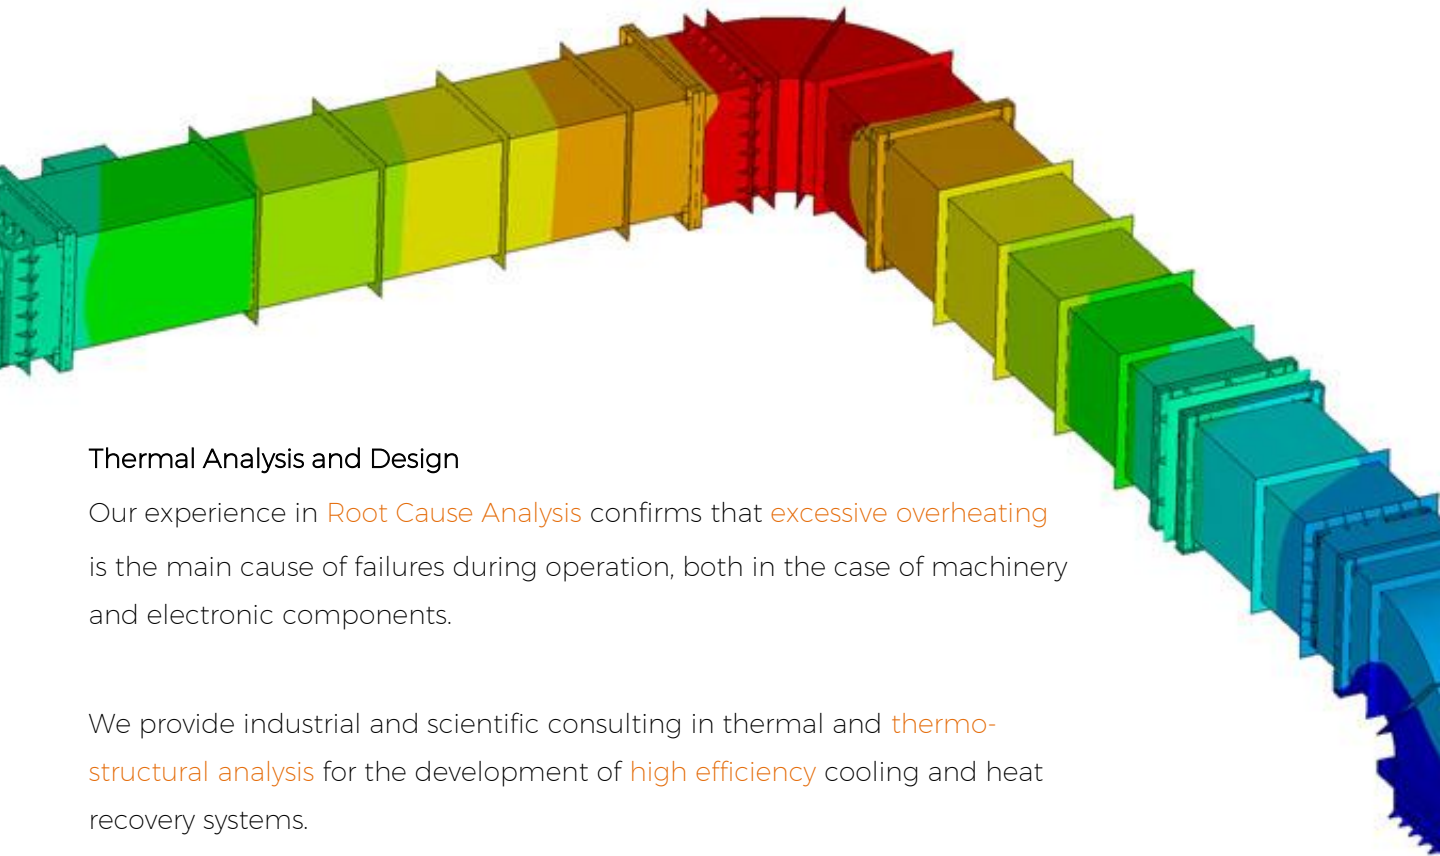 Thermal Analysis and Design
Our experience in Root Cause Analysis confirms that excessive overheating
is the main cause of failures during operation, both in the case of machinery
and electronic components.
We provide industrial and scientific consulting in thermal and thermo-
structural analysis for the development of high efficiency cooling and heat
recovery systems.